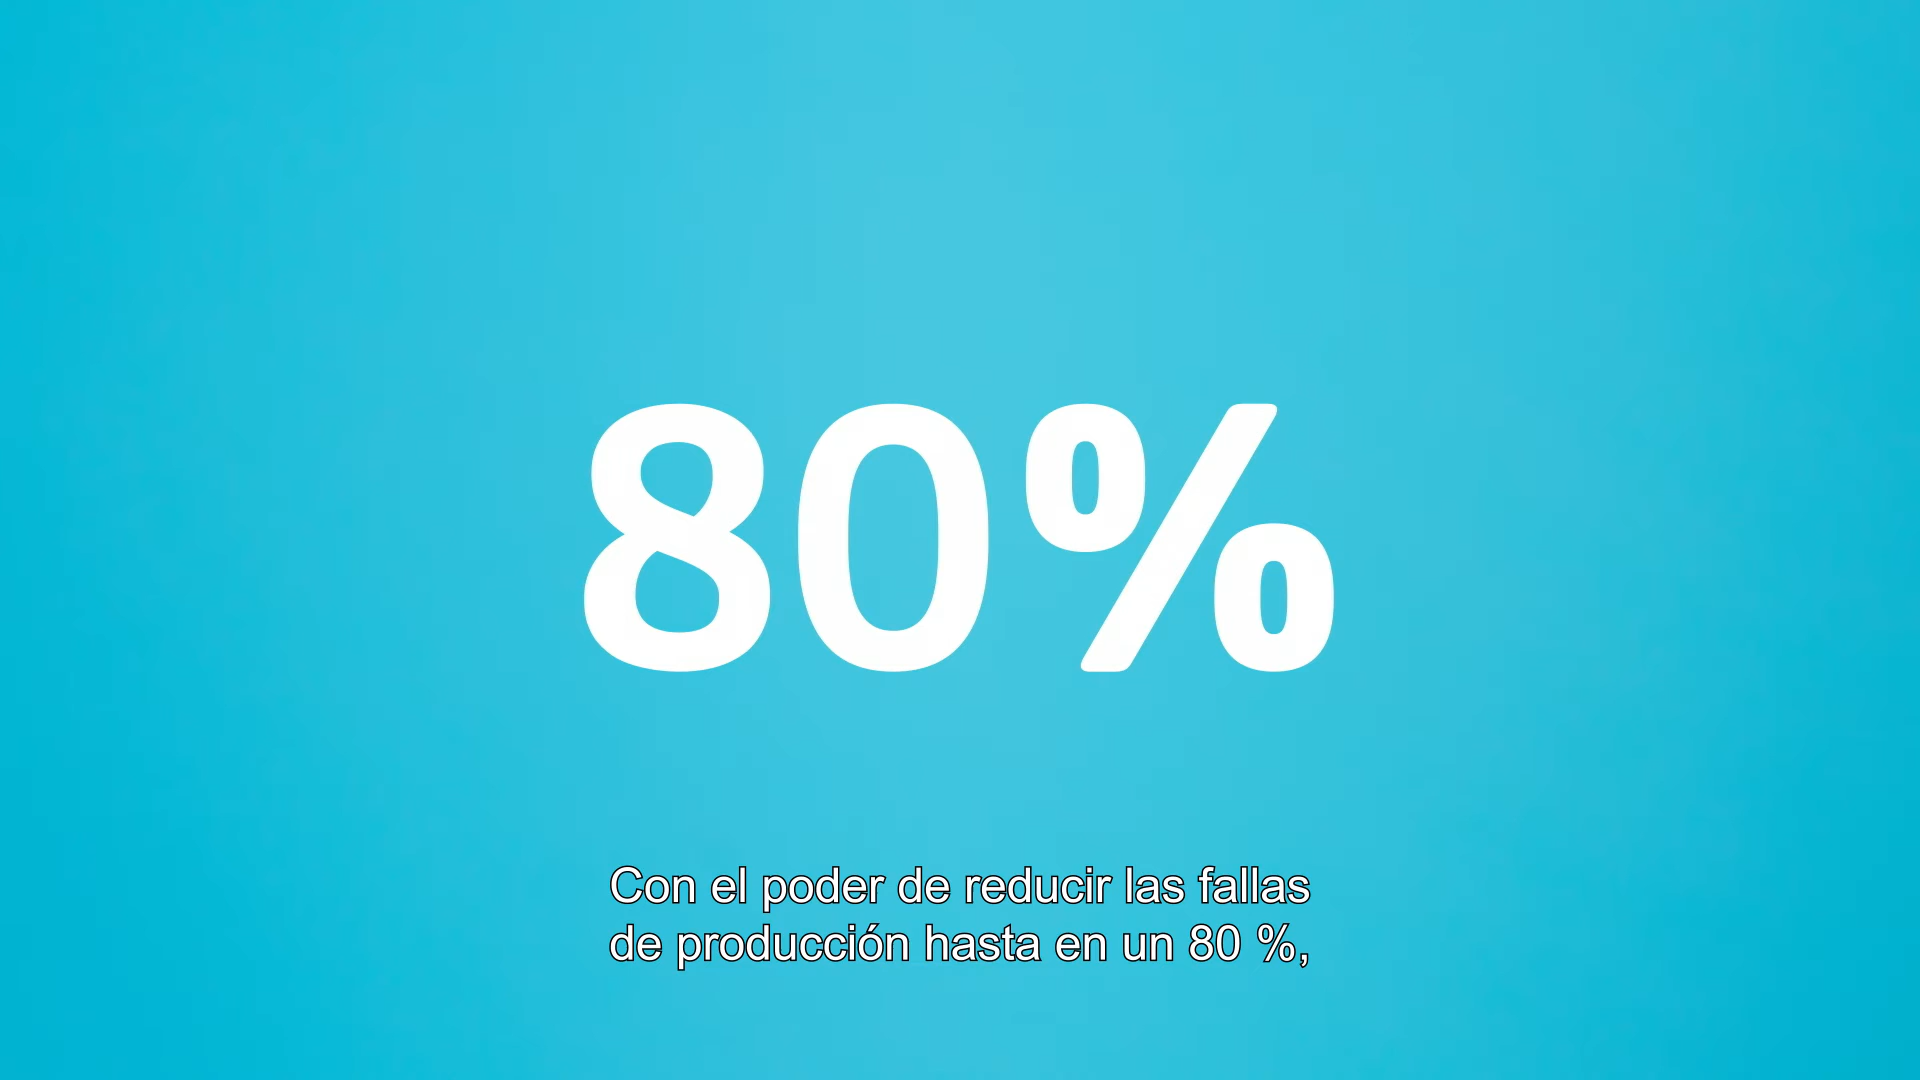 80%
Con el poder de reducir las fallas
de producción hasta en un 80 %,